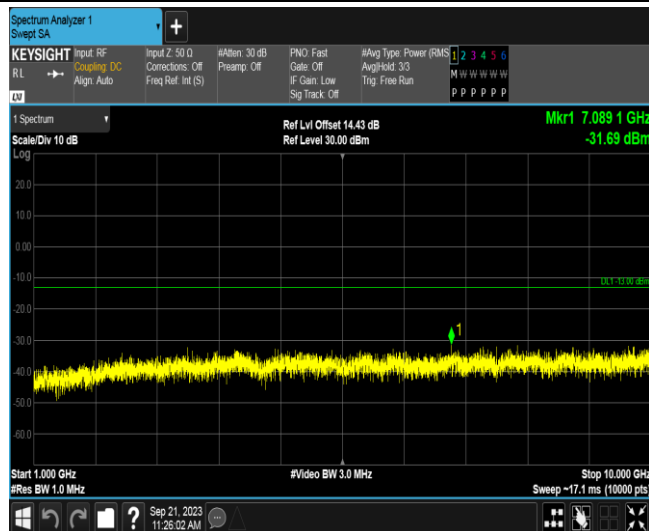 Spectrum Analyzer 1
Swept SA
+
KEYSIGHT Input: RF Input Z: 50 Ω #Atten: 30 dB PNO: Fast #Avg Type: Power (RMS 1 2 3 4 5 6
RL Coupling: DC Corrections: Off Preamp: Off Gate: Off Avg|Hold: 3/3 M W W W W W
Align: Auto Freq Ref: Int (S) IF Gain: Low Trig: Free Run
Sig Track: Off P P P P P P
LXI
1 Spectrum Ref Lvl Offset 14.43 dB Mkr1 7.089 1 GHz
Scale/Div 10 dB Ref Level 30.00 dBm -31.69 dBm
Log
20.0
10.0
0.00
-10.0
DL1 -13.00 dBm
-20.0
-30.0
1
-40.0
-50.0
-60.0
Start 1.000 GHz #Video BW 3.0 MHz Stop 10.000 GHz
#Res BW 1.0 MHz Sweep ~17.1 ms (10000 pts)
? Sep 21, 2023
11:26:02 AM